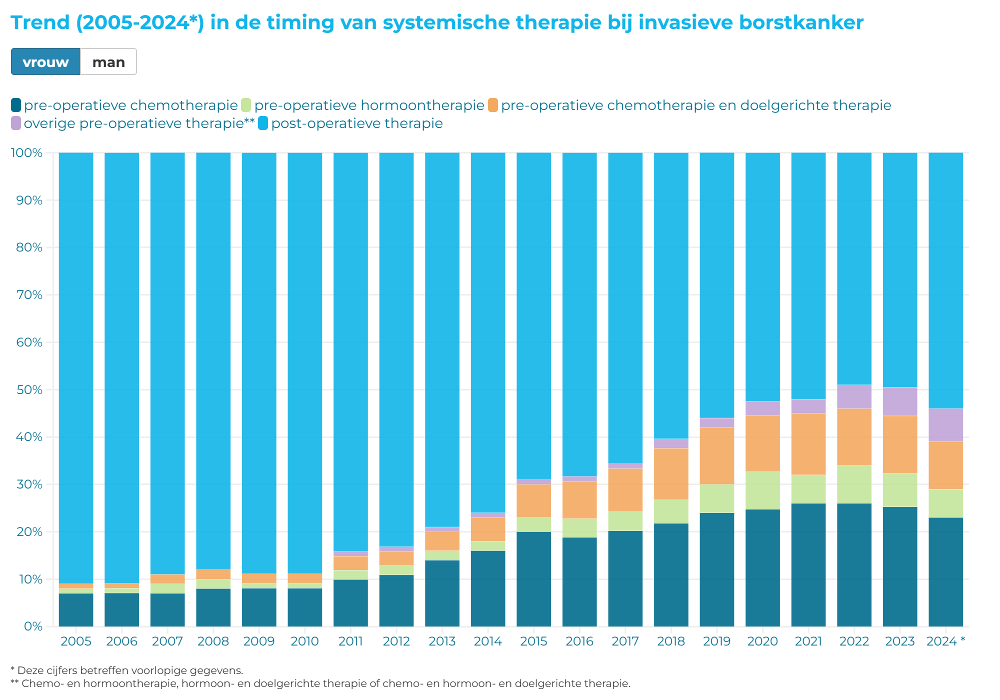 Trend (2005-2024*) in de timing van systemische therapie bij invasieve borstkanker
vrouw man
pre-operatieve chemotherapie pre-operatieve hormoontherapie pre-operatieve chemotherapie en doelgerichte therapie
overige pre-operatieve therapie** post-operatieve therapie
100%
90%
80%
70%
60%
50%
40%
30%
20%
10%
0%
2005 2006 2007 2008 2009 2010 2011 2012 2013 2014 2015 2016 2017 2018 2019 2020 2021 2022 2023 2024 *
* Deze cijfers betreffen voorlopige gegevens.
** Chemo- en hormoontherapie, hormoon- en doelgerichte therapie of chemo- en hormoon- en doelgerichte therapie.